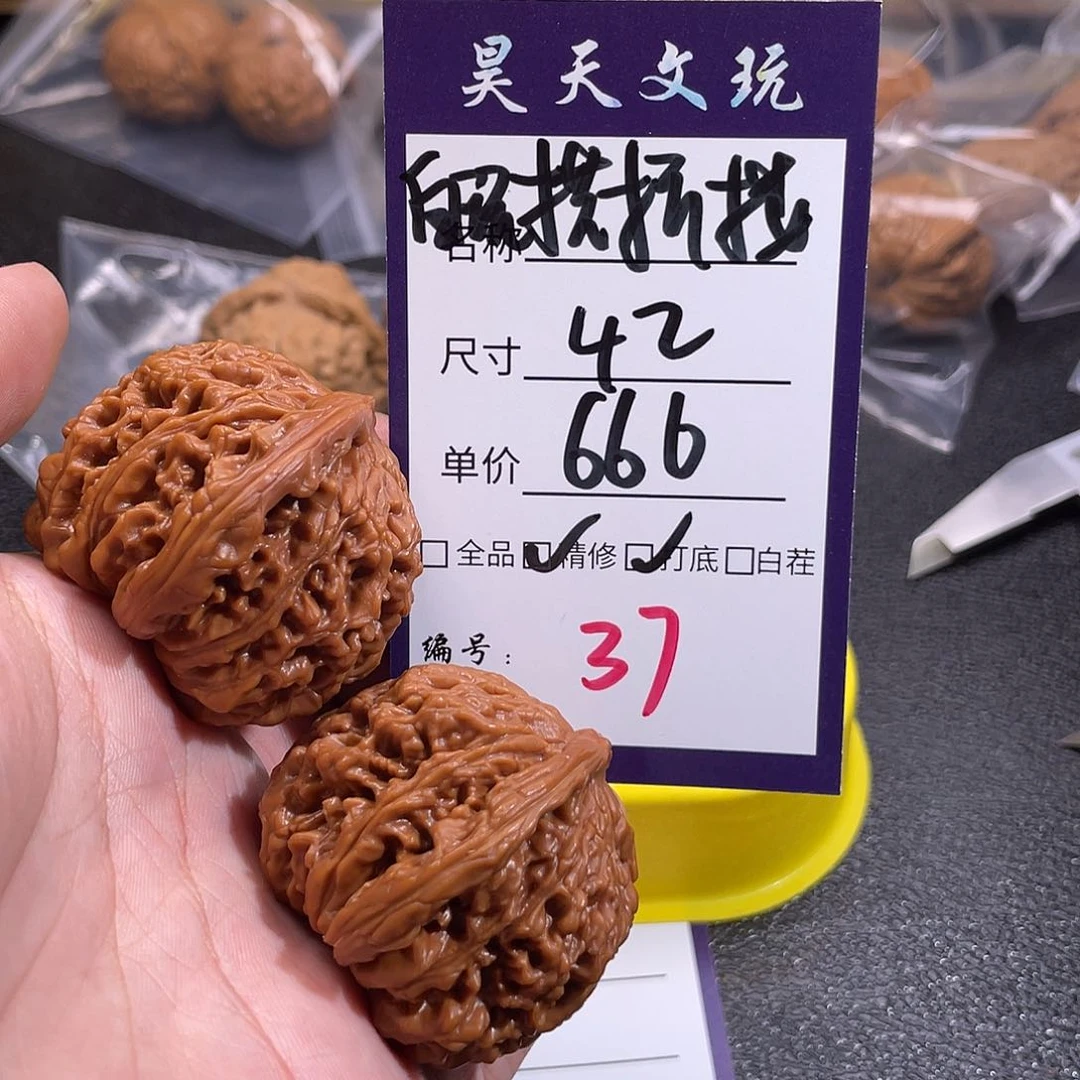 昊天文玩
名称
尺寸 42
单价 666
□ 全品 ☑ 精修 ☑ 打底 □ 白茬
编号： 37